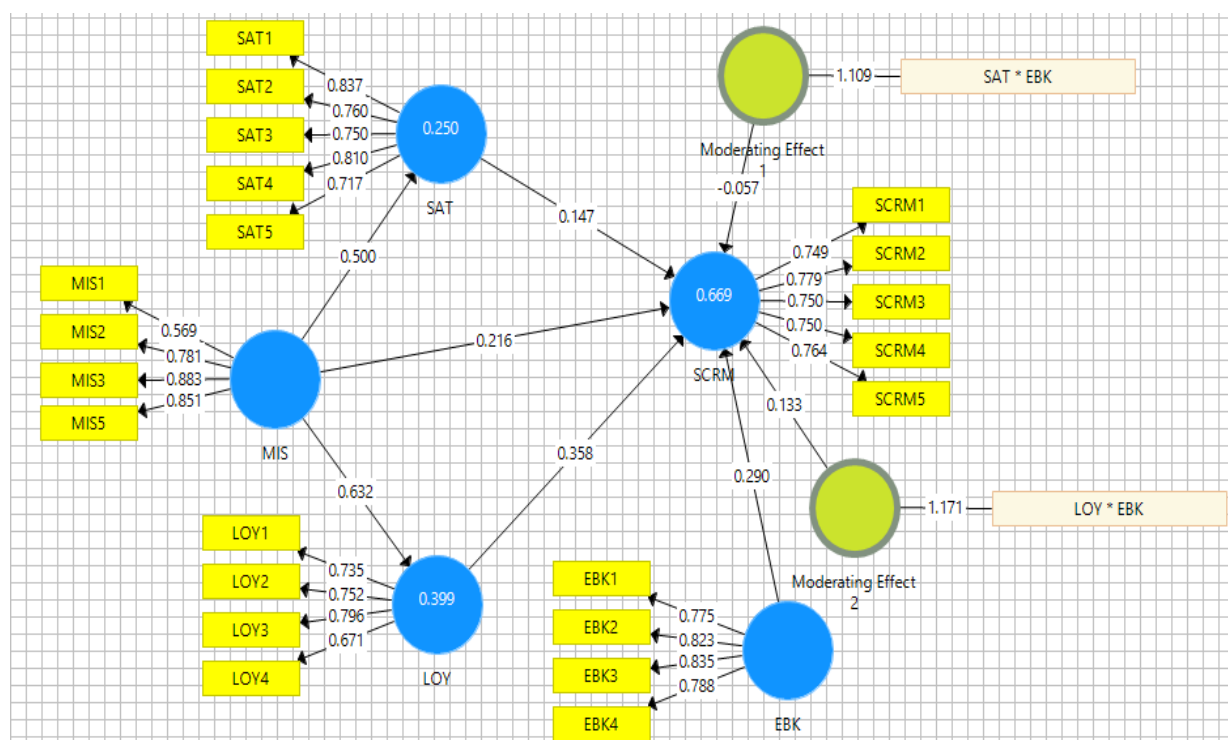 SAT1
SAT2
SAT3
SAT4
SAT5
0.837
0.760
0.750
0.810
0.717
0.250
SAT
1.109
SAT * EBK
Moderating Effect
1
-0.057
0.147
0.500
MIS1
MIS2
MIS3
MIS5
0.569
0.781
0.883
0.851
MIS
0.216
0.669
SCRM
0.749
0.779
0.750
0.750
0.764
SCRM1
SCRM2
SCRM3
SCRM4
SCRM5
0.133
0.632
0.358
0.290
1.171
LOY * EBK
Moderating Effect
2
LOY1
LOY2
LOY3
LOY4
0.735
0.752
0.796
0.671
0.399
LOY
EBK1
EBK2
EBK3
EBK4
0.775
0.823
0.835
0.788
EBK